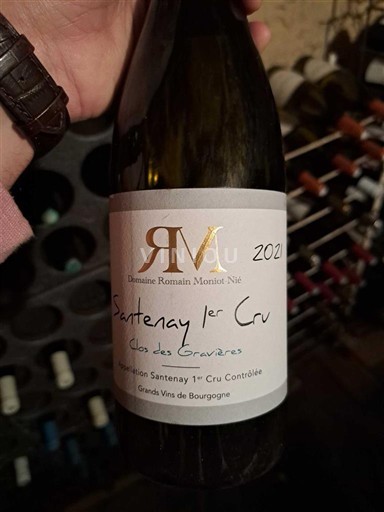 RM
2021
VINIOU
Domaine Romain Moniot Nié
Santenay 1er Cru
Clos des Gravières
Appellation Santenay 1er Cru Contrôlée
Grands Vins de Bourgogne